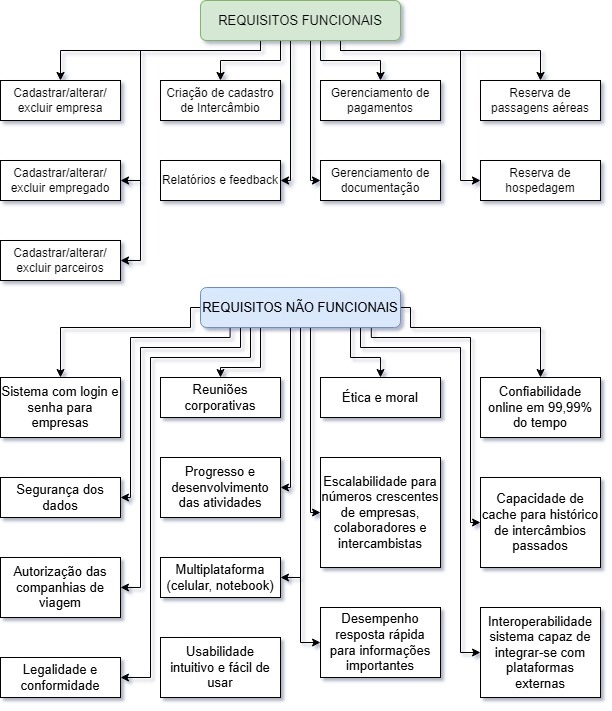 REQUISITOS FUNCIONAIS
Cadastrar/alterar/
excluir empresa
Criação de cadastro
de Intercâmbio
Gerenciamento de
pagamentos
Reserva de
passagens aéreas
Cadastrar/alterar/
excluir empregado
Relatórios e feedback
Gerenciamento de
documentação
Reserva de
hospedagem
Cadastrar/alterar/
excluir parceiros
REQUISITOS NÃO FUNCIONAIS
Sistema com login e
senha para
empresas
Reuniões
corporativas
Ética e moral
Confiabilidade
online em 99,99%
do tempo
Segurança dos
dados
Progresso e
desenvolvimento
das atividades
Escalabilidade para
números crescentes
de empresas,
colaboradores e
intercambistas
Capacidade de
cache para histórico
de intercâmbios
passados
Autorização das
companhias de
viagem
Multiplataforma
(celular, notebook)
Desempenho
resposta rápida
para informações
importantes
Interoperabilidade
sistema capaz de
integrar-se com
plataformas
externas
Legalidade e
conformidade
Usabilidade
intuitivo e fácil de
usar